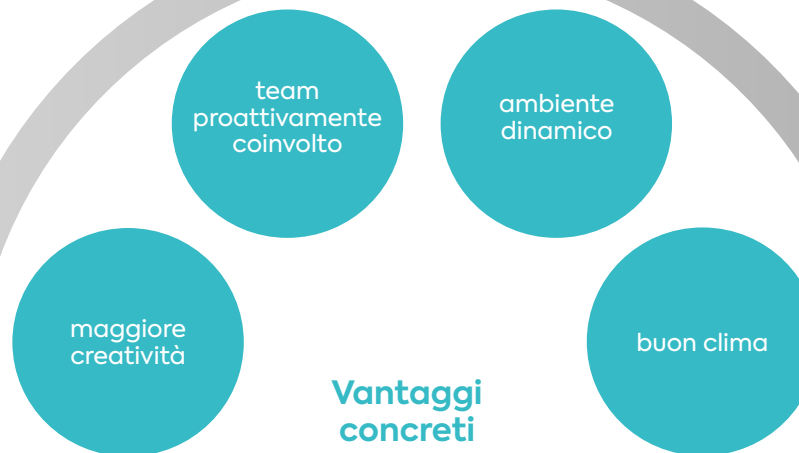 team
proattivamente
coinvolto
ambiente
dinamico
maggiore
creatività
buon clima
Vantaggi
concreti